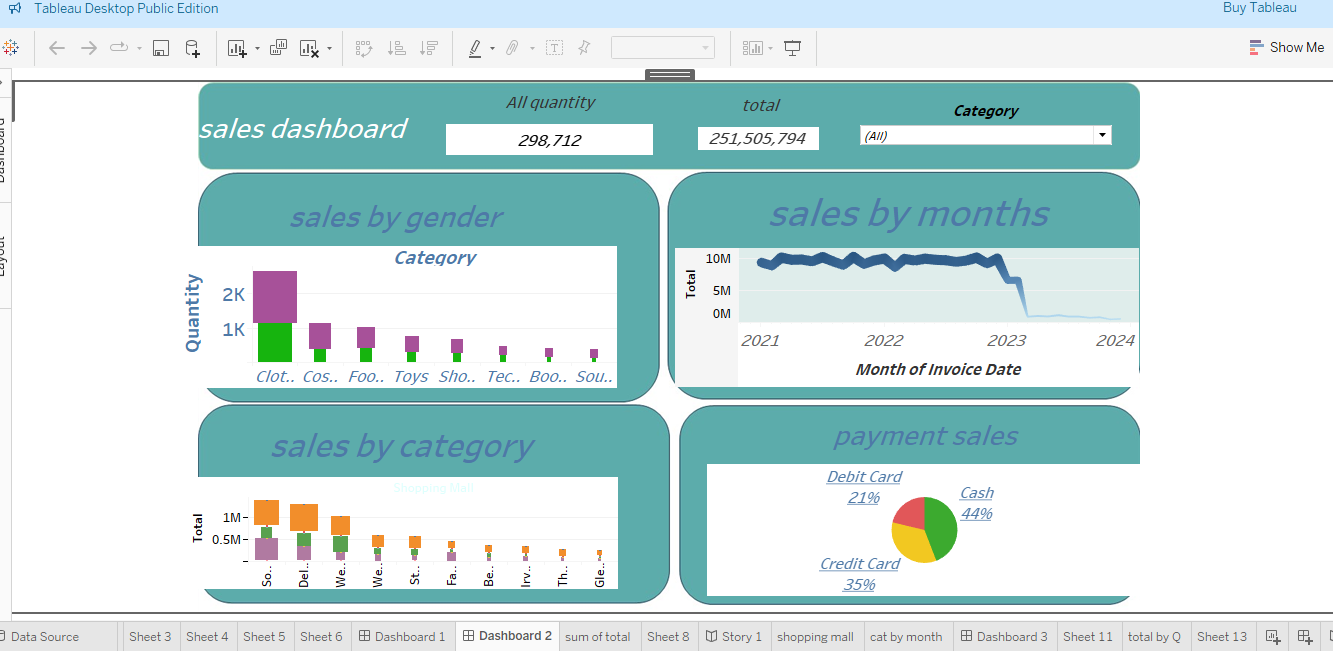 Tableau Desktop Public Edition
Buy Tableau
Show Me
sales dashboard
All quantity
298,712
total
251,505,794
Category
(All)
sales by gender
Category
Quantity
2K
1K
Clot.. Cos.. Foo.. Toys Sho.. Tec.. Boo.. Sou..
sales by months
Total
10M
5M
0M
2021 2022 2023 2024
Month of Invoice Date
sales by category
Shopping Mall
Total
1M
0.5M
Del.. We.. We.. St.. Fa.. Be.. Irv.. Th.. Gle..
payment sales
Debit Card
21%
Cash
44%
Credit Card
35%
Data Source
Sheet 3
Sheet 4
Sheet 5
Sheet 6
Dashboard 1
Dashboard 2
sum of total
Sheet 8
Story 1
shopping mall
cat by month
Dashboard 3
Sheet 11
total by Q
Sheet 13